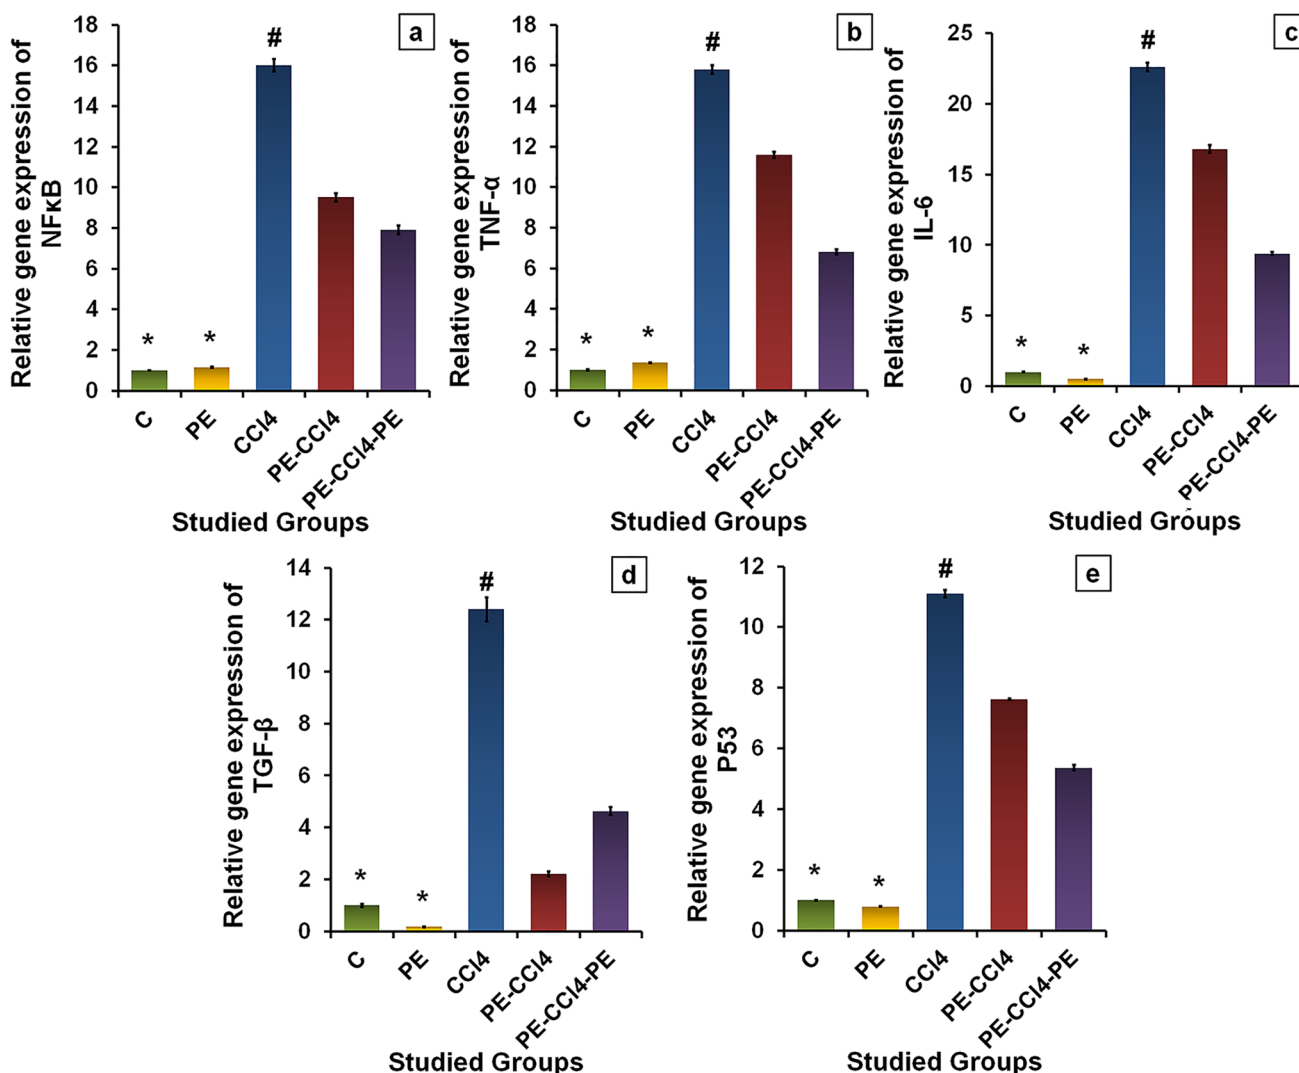 a
Relative gene expression of
NFκB
18
16
14
12
10
8
6
4
2
0
*
*
#
C
PE
CCl4
PE-CCl4
PE-CCl4-PE
Studied Groups
b
Relative gene expression of
TNF-α
18
16
14
12
10
8
6
4
2
0
*
*
#
C
PE
CCl4
PE-CCl4
PE-CCl4-PE
Studied Groups
c
Relative gene expression of
IL-6
25
20
15
10
5
0
*
*
#
C
PE
CCl4
PE-CCl4
PE-CCl4-PE
Studied Groups
d
Relative gene expression of
TGF-β
14
12
10
8
6
4
2
0
*
*
#
C
PE
CCl4
PE-CCl4
PE-CCl4-PE
Studied Groups
e
Relative gene expression of
P53
12
10
8
6
4
2
0
*
*
#
C
PE
CCl4
PE-CCl4
PE-CCl4-PE
Studied Groups